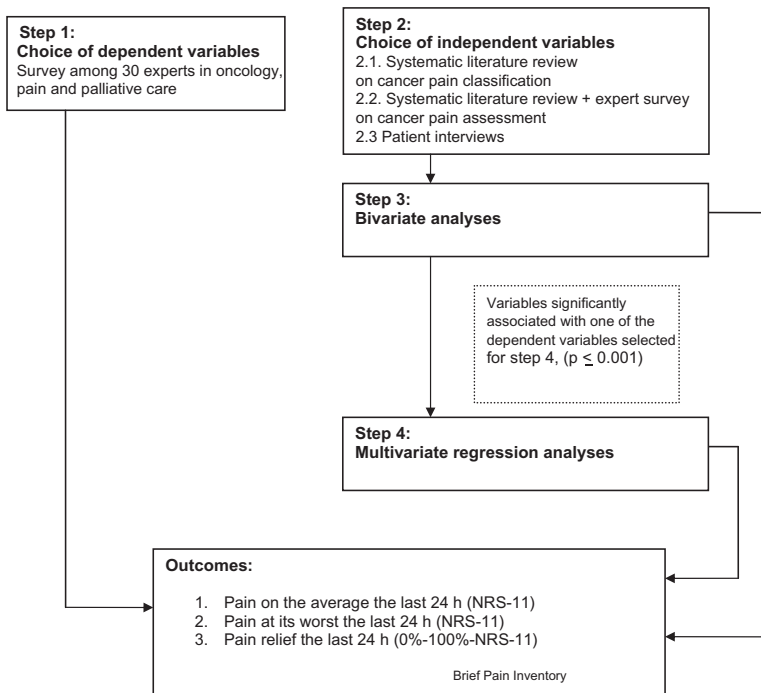 Step 1:
Choice of dependent variables
Survey among 30 experts in oncology,
pain and palliative care
Step 2:
Choice of independent variables
2.1. Systematic literature review
on cancer pain classification
2.2. Systematic literature review + expert survey
on cancer pain assessment
2.3 Patient interviews
Step 3:
Bivariate analyses
Variables significantly
associated with one of the
dependent variables selected
for step 4, (p ≤ 0.001)
Step 4:
Multivariate regression analyses
Outcomes:
1. Pain on the average the last 24 h (NRS-11)
2. Pain at its worst the last 24 h (NRS-11)
3. Pain relief the last 24 h (0%-100%-NRS-11)
Brief Pain Inventory